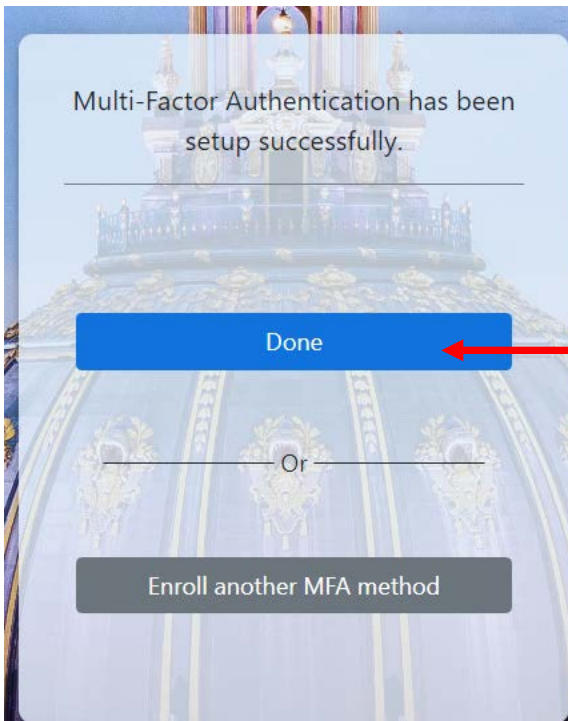 Multi-Factor Authentication has been
setup successfully.
Done
Or
Enroll another MFA method